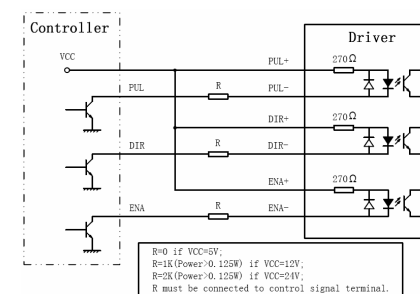 Controller
Driver
VCC
PUL+
270Ω
PUL
R
PUL-
DIR+
270Ω
DIR
R
DIR-
ENA+
270Ω
ENA
R
ENA-
R=0 if VCC=5V;
R=1K(Power>0.125W) if VCC=12V;
R=2K(Power>0.125W) if VCC=24V;
R must be connected to control signal terminal.